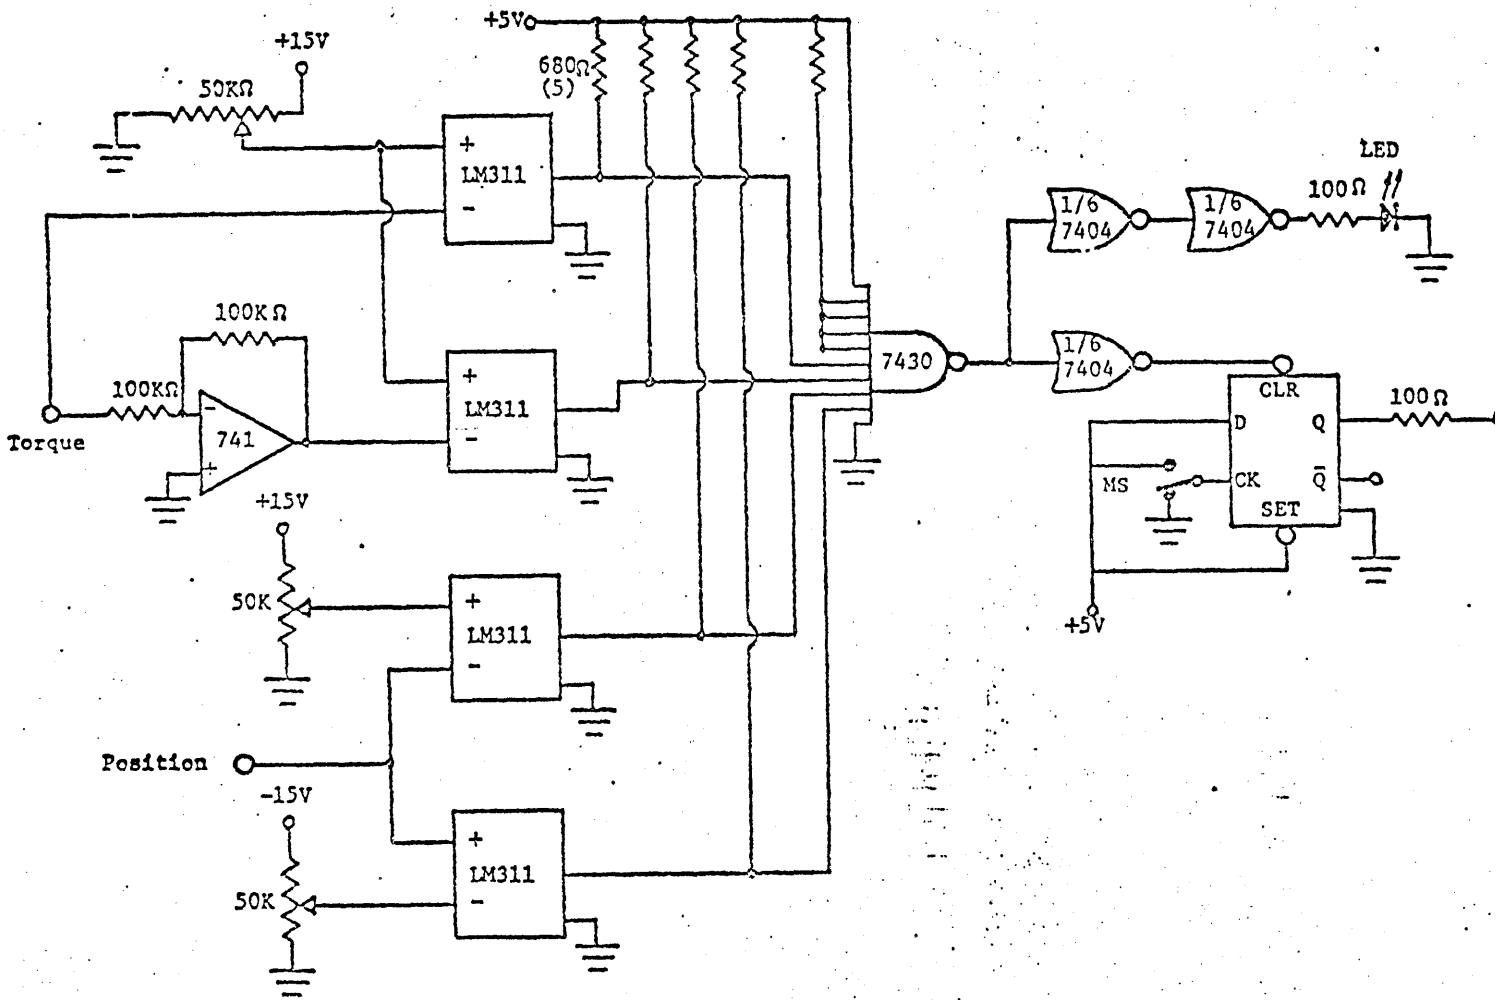 +5V
+15V
50KΩ
680Ω
(5)
+
LM311
-
LED
100Ω
1/6
7404
1/6
7404
100KΩ
100KΩ
-
741
+
Torque
+
LM311
-
7430
1/6
7404
CLR
D
Q
100Ω
MS
CK
Q̅
SET
+5V
+15V
50K
+
LM311
-
Position
-15V
50K
+
LM311
-